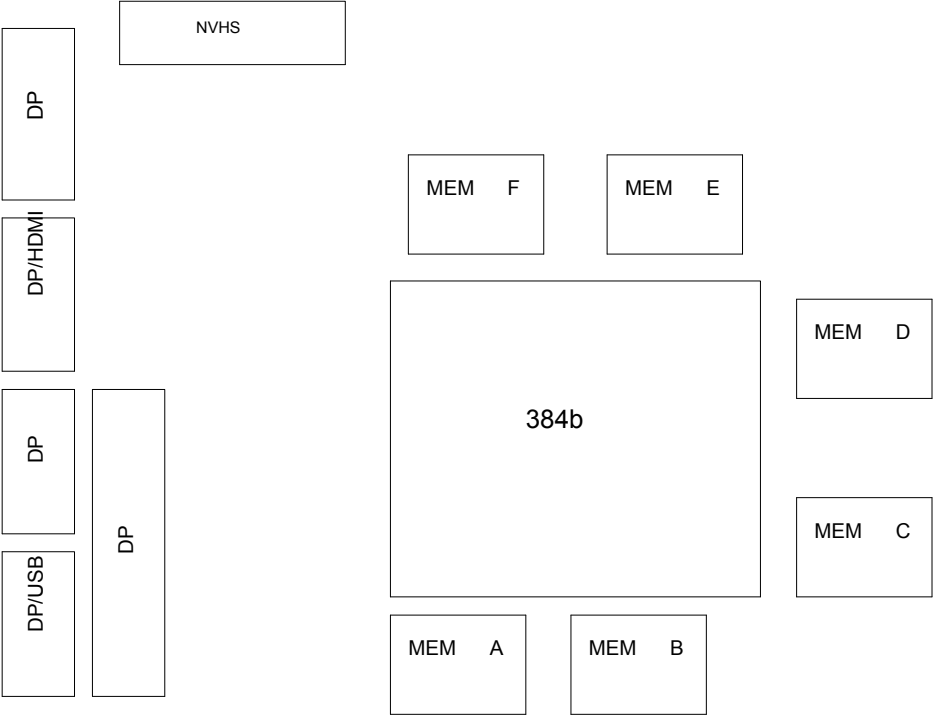 NVHS
DP
MEM F
MEM E
DP/HDMI
MEM D
384b
DP
MEM C
DP
DP/USB
MEM A
MEM B